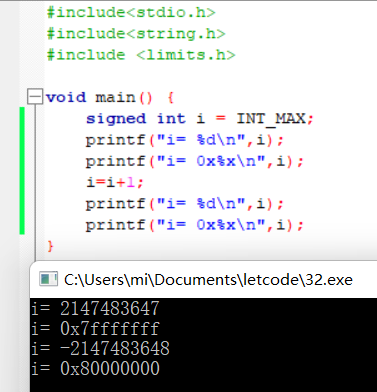 #include<stdio.h>
#include<string.h>
#include <limits.h>
void main() {
signed int i = INT_MAX;
printf("i= %d\n",i);
printf("i= 0x%x\n",i);
i=i+1;
printf("i= %d\n",i);
printf("i= 0x%x\n",i);
}
C:\Users\mi\Documents\letcode\32.exe
i= 2147483647
i= 0x7fffffff
i= -2147483648
i= 0x80000000